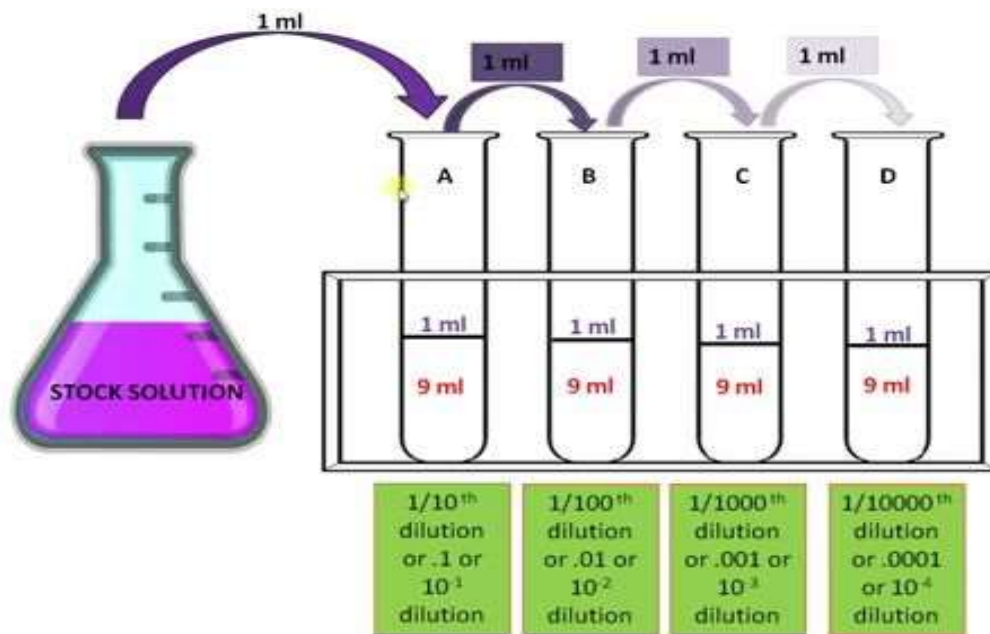 1 ml
1 ml
1 ml
1 ml
A
B
C
D
1 ml
1 ml
1 ml
1 ml
STOCK SOLUTION
9 ml
9 ml
9 ml
9 ml
1/10ᵗʰ
dilution
or .1 or
10⁻¹
dilution
1/100ᵗʰ
dilution
or .01 or
10⁻²
dilution
1/1000ᵗʰ
dilution
or .001 or
10⁻³
dilution
1/10000ᵗʰ
dilution
or .0001
or 10⁻⁴
dilution